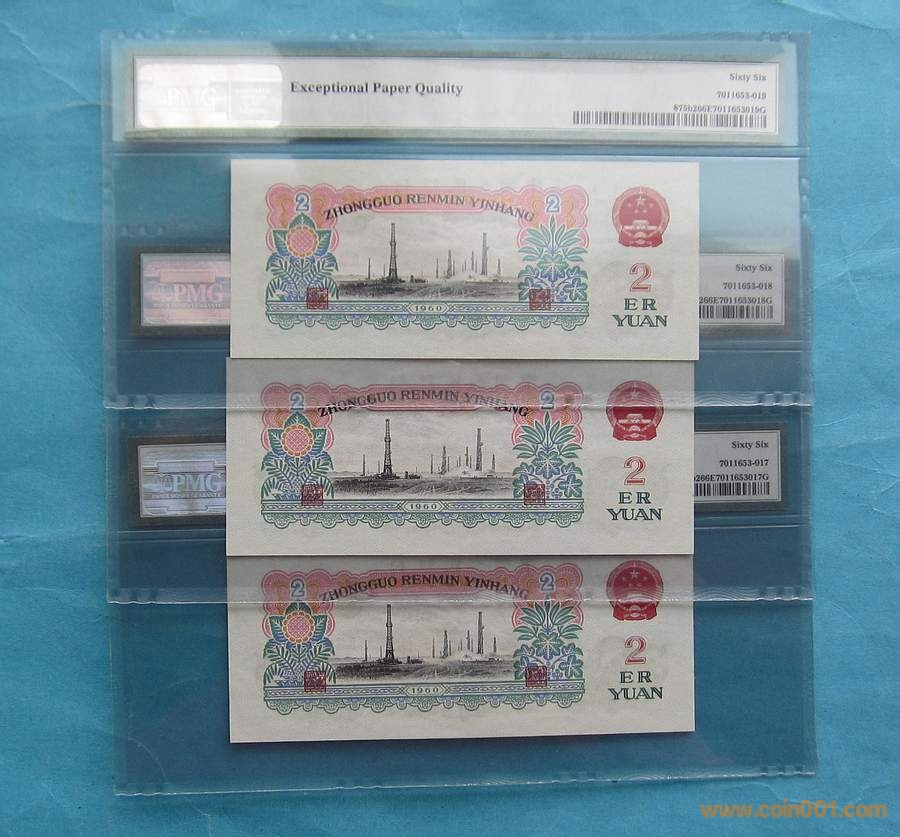 PMG
Exceptional Paper Quality
Sixty Six
7011653-019
875b266E7011653019G
2
ZHONGGUO RENMIN YINHANG
2
1960
2
ER
YUAN
PMG
Sixty Six
7011653-018
266E7011653018G
2
ZHONGGUO RENMIN YINHANG
2
1960
2
ER
YUAN
PMG
Sixty Six
7011653-017
266E7011653017G
2
ZHONGGUO RENMIN YINHANG
2
1960
2
ER
YUAN
www.coin001.com